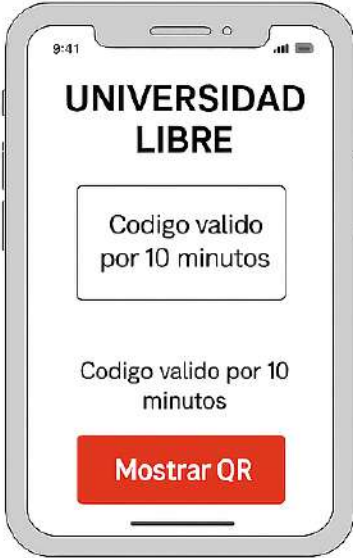 9:41
UNIVERSIDAD
LIBRE
Codigo valido
por 10 minutos
Codigo valido por 10
minutos
Mostrar QR